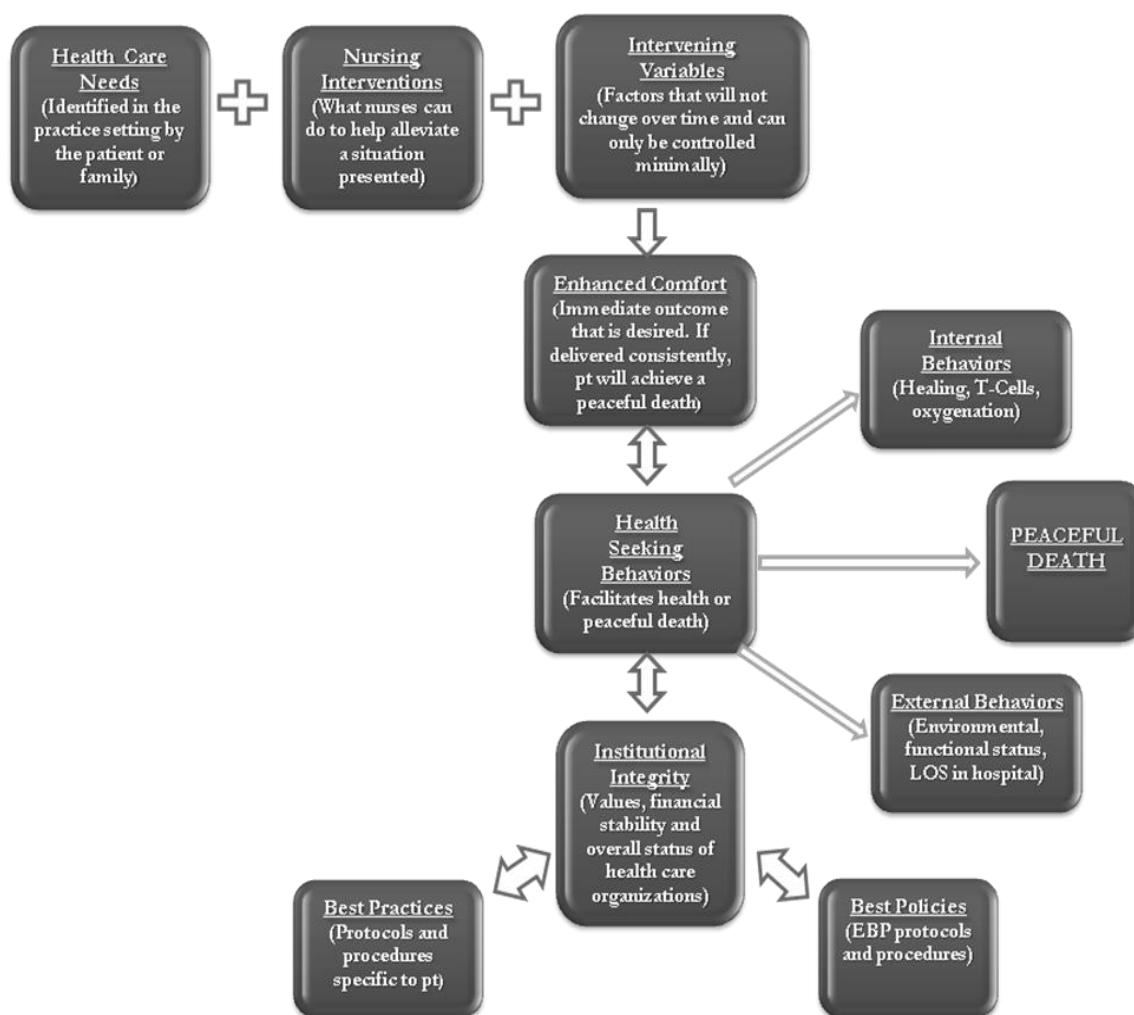 Health Care
Needs
(Identified in the
practice setting by
the patient or
family)
Nursing
Interventions
(What nurses can
do to help alleviate
a situation
presented)
Intervening
Variables
(Factors that will not
change over time and can
only be controlled
minimally)
Enhanced Comfort
(Immediate outcome
that is desired. If
delivered consistently,
pt will achieve a
peaceful death)
Internal
Behaviors
(Healing, T-Cells,
oxygenation)
Health
Seeking
Behaviors
(Facilitates health or
peaceful death)
PEACEFUL
DEATH
External Behaviors
(Environmental,
functional status,
LOS in hospital)
Institutional
Integrity
(Values, financial
stability and
overall status of
health care
organizations)
Best Practices
(Protocols and
procedures
specific to pt)
Best Policies
(EBP protocols
and procedures)